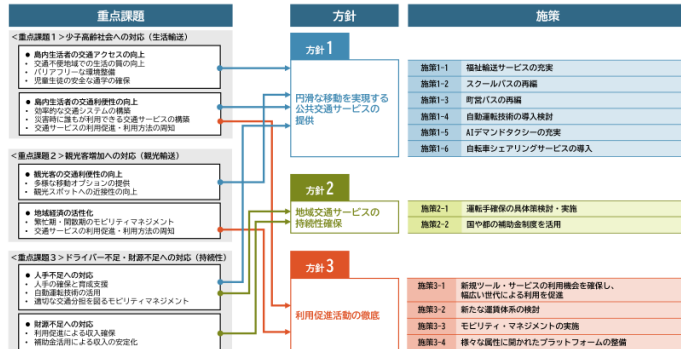 重点課題
方針
施策
<重点課題1>少子高齢社会への対応(生活輸送)
● 島内生活者の交通アクセスの向上
・ 交通不便地域での生活の質の向上
・ バリアフリーな環境整備
・ 児童生徒の安全な通学の確保
● 島内生活者の交通利便性の向上
・ 効率的な交通システムの構築
・ 災害時に誰もが利用できる交通サービスの構築
・ 交通サービスの利用促進・利用方法の周知
<重点課題2>観光客増加への対応(観光輸送)
● 観光客の交通利便性の向上
・ 多様な移動オプションの提供
・ 観光スポットへの近接性の向上
● 地域経済の活性化
・ 繁忙期・閑散期のモビリティマネジメント
・ 交通サービスの利用促進・利用方法の周知
<重点課題3>ドライバー不足・財源不足への対応(持続性)
● 人手不足への対応
・ 人手の確保と育成支援
・ 自動運転技術の活用
・ 適切な交通分担を図るモビリティマネジメント
● 財源不足への対応
・ 利用促進による収入確保
・ 補助金活用による収入の安定化
方針1
円滑な移動を実現する
公共交通サービスの
提供
方針2
地域交通サービスの
持続性確保
方針3
利用促進活動の徹底
施策1-1 福祉輸送サービスの充実
施策1-2 スクールバスの再編
施策1-3 町営バスの再編
施策1-4 自動運転技術の導入検討
施策1-5 AIデマンドタクシーの充実
施策1-6 自転車シェアリングサービスの導入
施策2-1 運転手確保の具体策検討・実施
施策2-2 国や都の補助金制度を活用
施策3-1 新規ツール・サービスの利用機会を確保し、
幅広い世代による利用を促進
施策3-2 新たな運賃体系の検討
施策3-3 モビリティ・マネジメントの実施
施策3-4 様々な属性に開かれたプラットフォームの整備